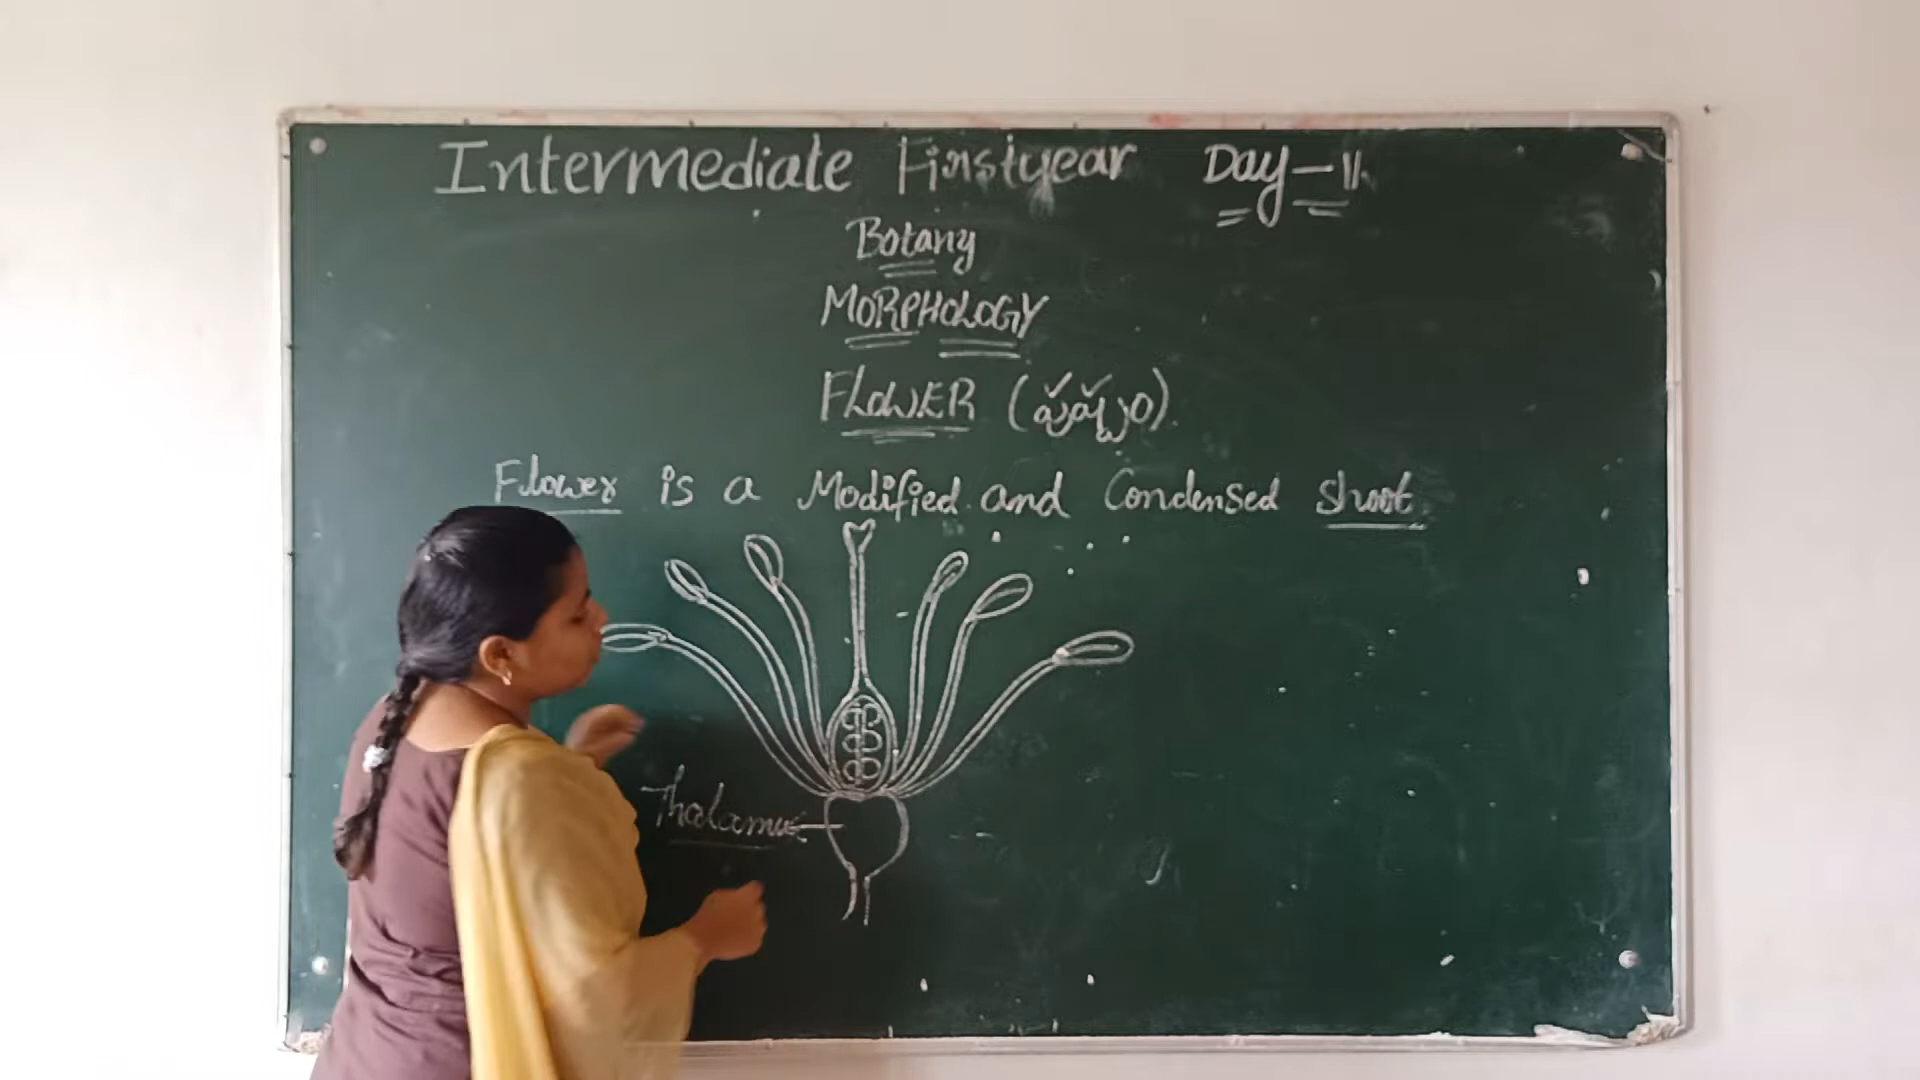 Intermediate Firstyear Day-11
Botany
MORPHOLOGY
FLOWER (పుష్పం).
Flower is a Modified and Condensed shoot
Thalamus